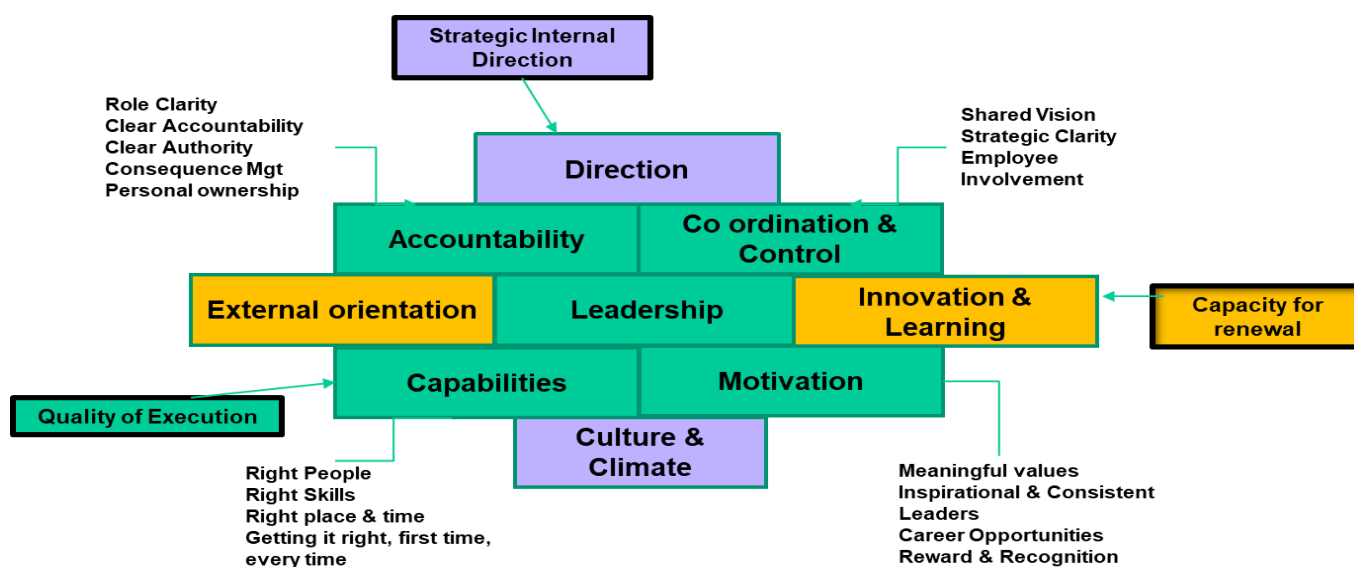 Strategic Internal
Direction
Role Clarity
Clear Accountability
Clear Authority
Consequence Mgt
Personal ownership
Shared Vision
Strategic Clarity
Employee
Involvement
Direction
Accountability
Co ordination &
Control
External orientation
Leadership
Innovation &
Learning
Capacity for
renewal
Capabilities
Motivation
Quality of Execution
Culture &
Climate
Right People
Right Skills
Right place & time
Getting it right, first time,
every time
Meaningful values
Inspirational & Consistent
Leaders
Career Opportunities
Reward & Recognition